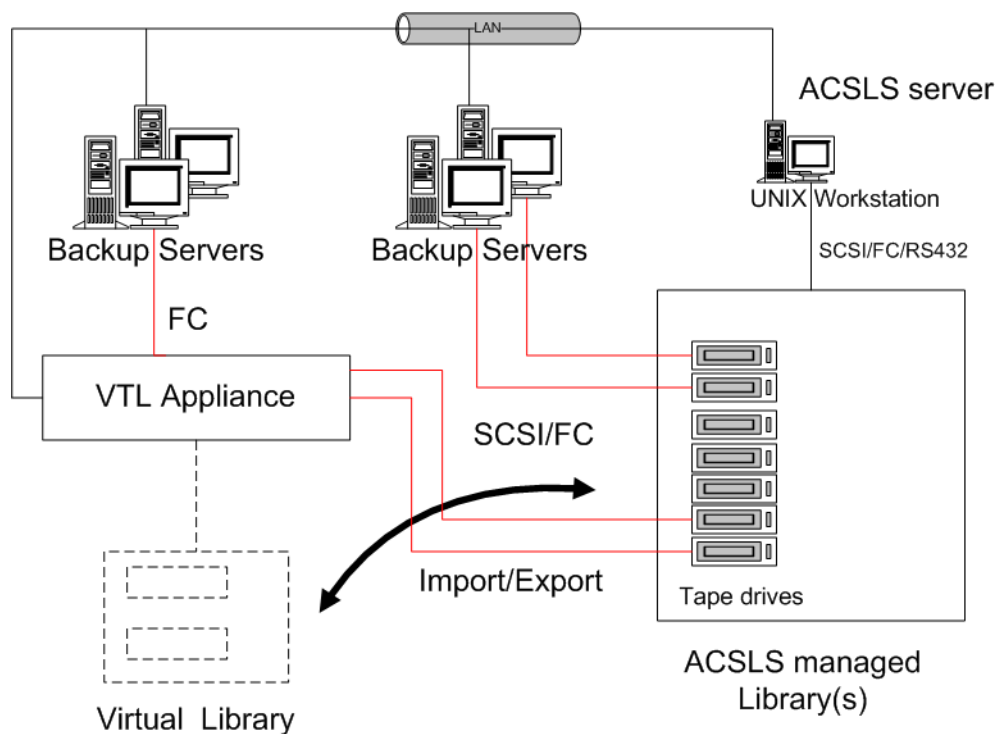 LAN
ACSLS server
UNIX Workstation
Backup Servers
Backup Servers
SCSI/FC/RS432
FC
VTL Appliance
SCSI/FC
Import/Export
Tape drives
ACSLS managed
Library(s)
Virtual Library